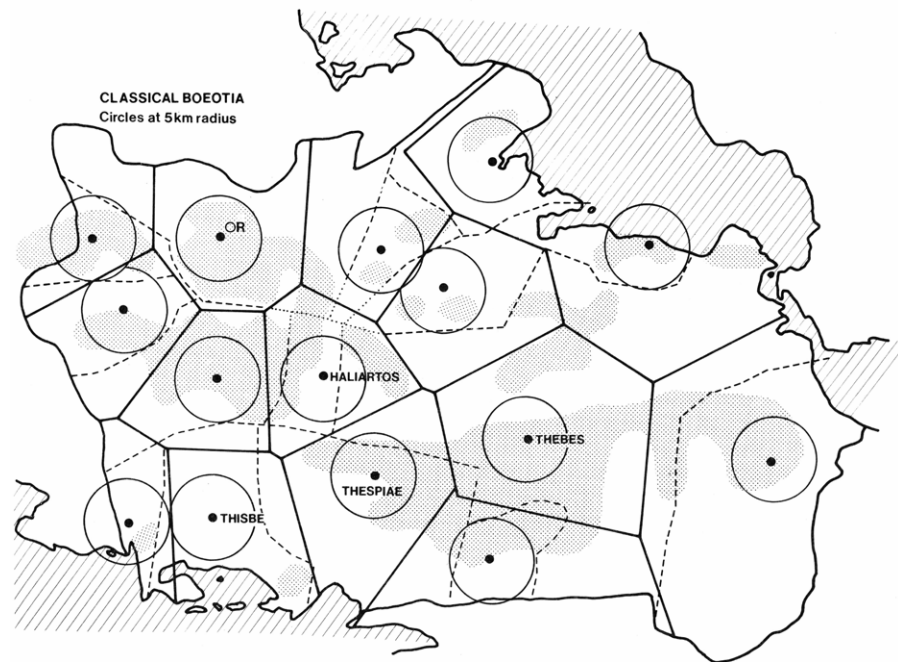 CLASSICAL BOEOTIA
Circles at 5km radius
OR
HALIARTOS
THEBES
THESPIAE
THISBE